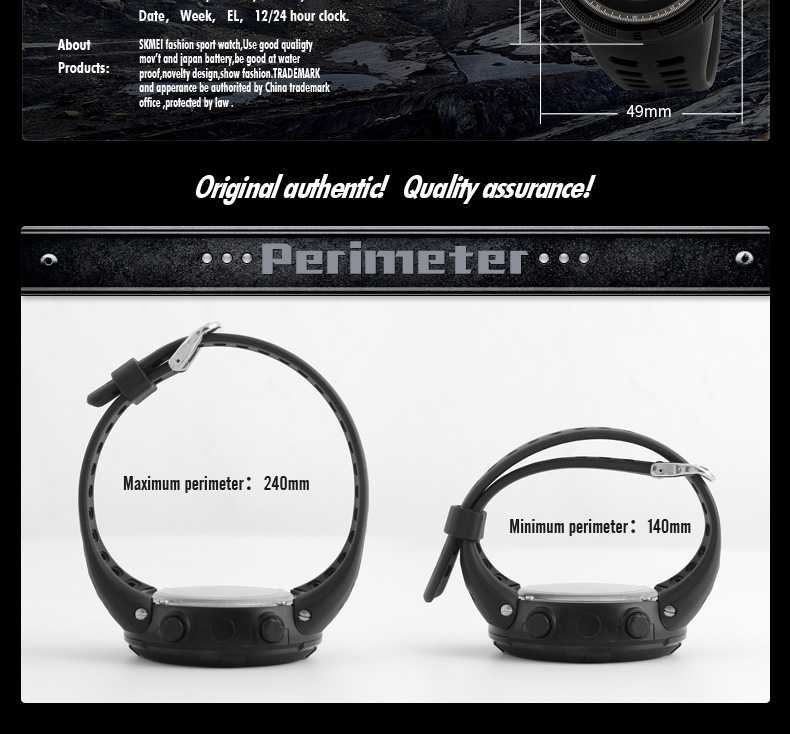 Date, Week, EL, 12/24 hour clock.
About
Products:
SKMEI fashion sport watch,Use good qualigty
mov't and japan battery,be good at water
proof,novelty design,show fashion.TRADEMARK
and apperance be authorited by China trademark
office ,protected by law .
49mm
Original authentic! Quality assurance!
Perimeter
Maximum perimeter: 240mm
Minimum perimeter: 140mm